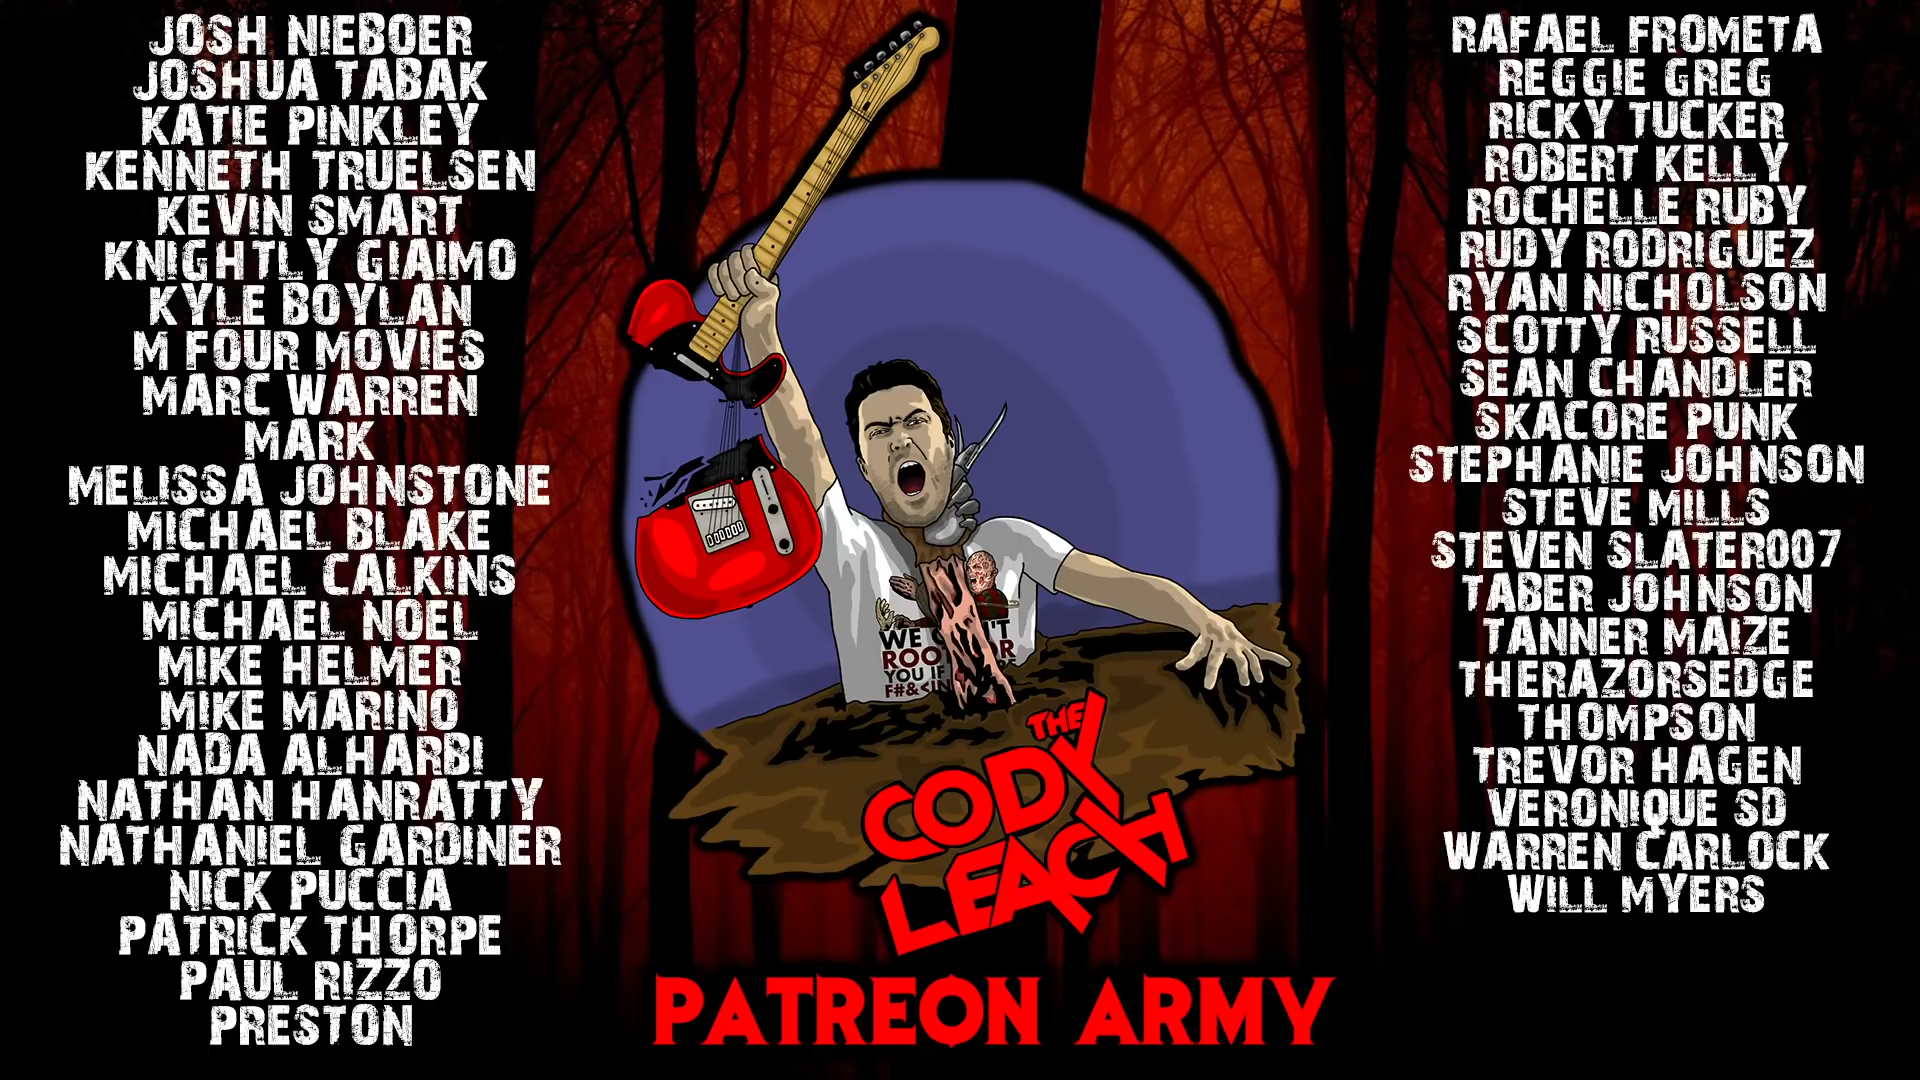 JOSH NIEBOER
JOSHUA TABAK
KATIE PINKLEY
KENNETH TRUELSEN
KEVIN SMART
KNIGHTLY GIAIMO
KYLE BOYLAN
M FOUR MOVIES
MARC WARREN
MARK
MELISSA JOHNSTONE
MICHAEL BLAKE
MICHAEL CALKINS
MICHAEL NOEL
MIKE HELMER
MIKE MARINO
NADA ALHARBI
NATHAN HANRATTY
NATHANIEL GARDINER
NICK PUCCIA
PATRICK THORPE
PAUL RIZZO
PRESTON
WE
YOU IF
THE
CODY
LEACH
PATREON ARMY
RAFAEL FROMETA
REGGIE GREG
RICKY TUCKER
ROBERT KELLY
ROCHELLE RUBY
RUDY RODRIGUEZ
RYAN NICHOLSON
SCOTTY RUSSELL
SEAN CHANDLER
SKACORE PUNK
STEPHANIE JOHNSON
STEVE MILLS
STEVEN SLATER007
TABER JOHNSON
TANNER MAIZE
THERAZORSEDGE
THOMPSON
TREVOR HAGEN
VERONIQUE SD
WARREN CARLOCK
WILL MYERS